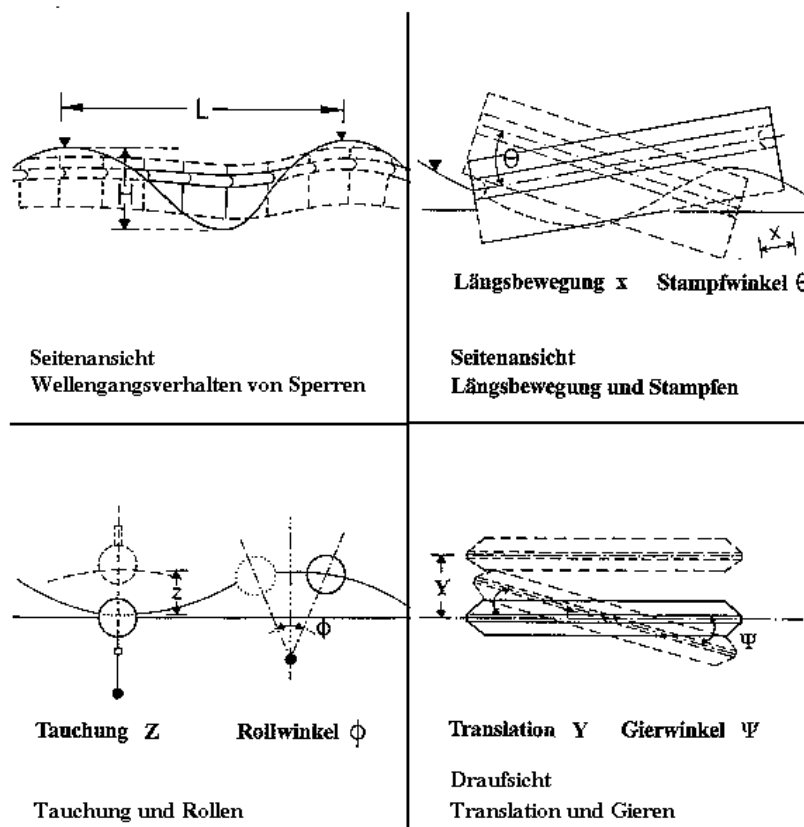 L
H
Seitenansicht
Wellengangsverhalten von Sperren
Θ
x
Längsbewegung x Stampfwinkel Θ
Seitenansicht
Längsbewegung und Stampfen
z
ϕ
Tauchung Z Rollwinkel ϕ
Tauchung und Rollen
Y
Ψ
Translation Y Gierwinkel Ψ
Draufsicht
Translation und Gieren